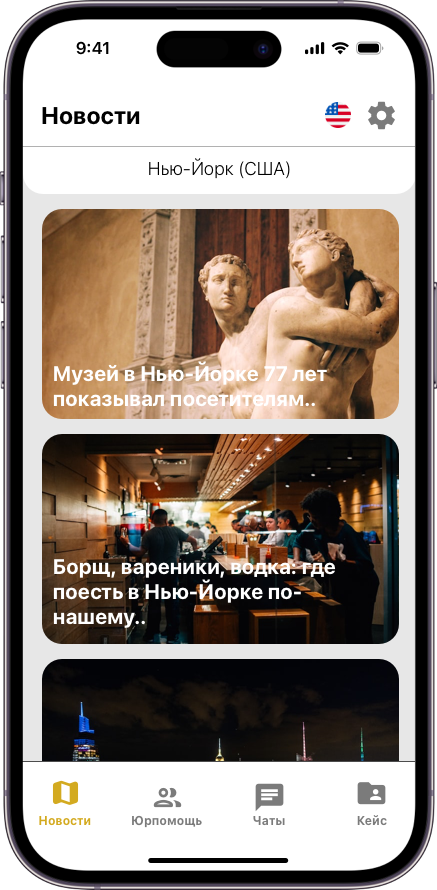 9:41
Новости
Нью-Йорк (США)
Музей в Нью-Йорке 77 лет
показывал посетителям..
Борщ, вареники, водка: где
поесть в Нью-Йорке по-
нашему..
Новости
Юрпомощь
Чаты
Кейс